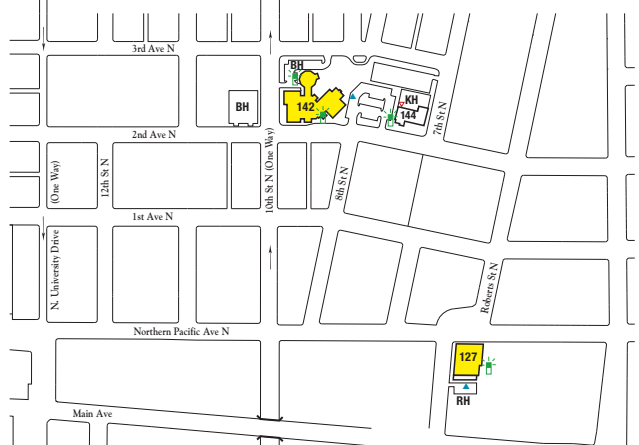 3rd Ave N
BH
142
KH
144
BH
7th St N
2nd Ave N
10th St N (One Way)
(One Way)
12th St N
8th St N
1st Ave N
N. University Drive
Roberts St N
Northern Pacific Ave N
127
RH
Main Ave